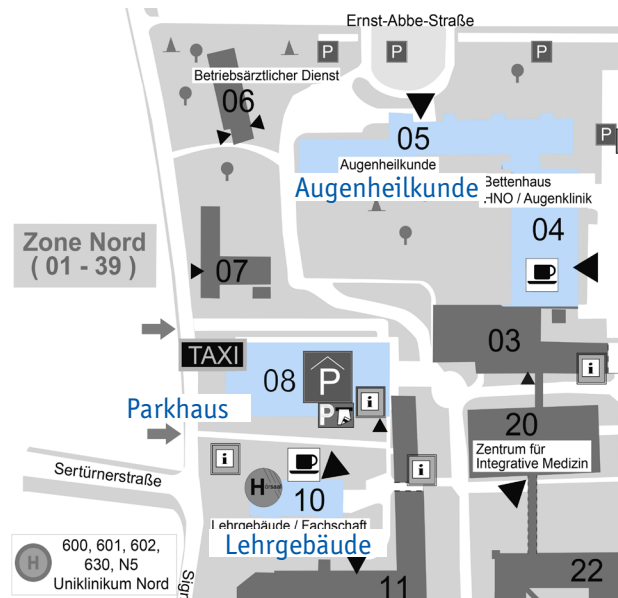 Ernst-Abbe-Straße
P
P
P
Betriebsärztlicher Dienst
06
05
P
Augenheilkunde
Augenheilkunde
Bettenhaus
HNO / Augenklinik
04
Zone Nord
( 01 - 39 )
07
03
TAXI
08
P
i
P
i
Parkhaus
20
Zentrum für
Integrative Medizin
Sertürnerstraße
i
i
Hörsaal
10
Lehrgebäude / Fachschaft
Lehrgebäude
H
600, 601, 602,
630, N5
Uniklinikum Nord
11
22